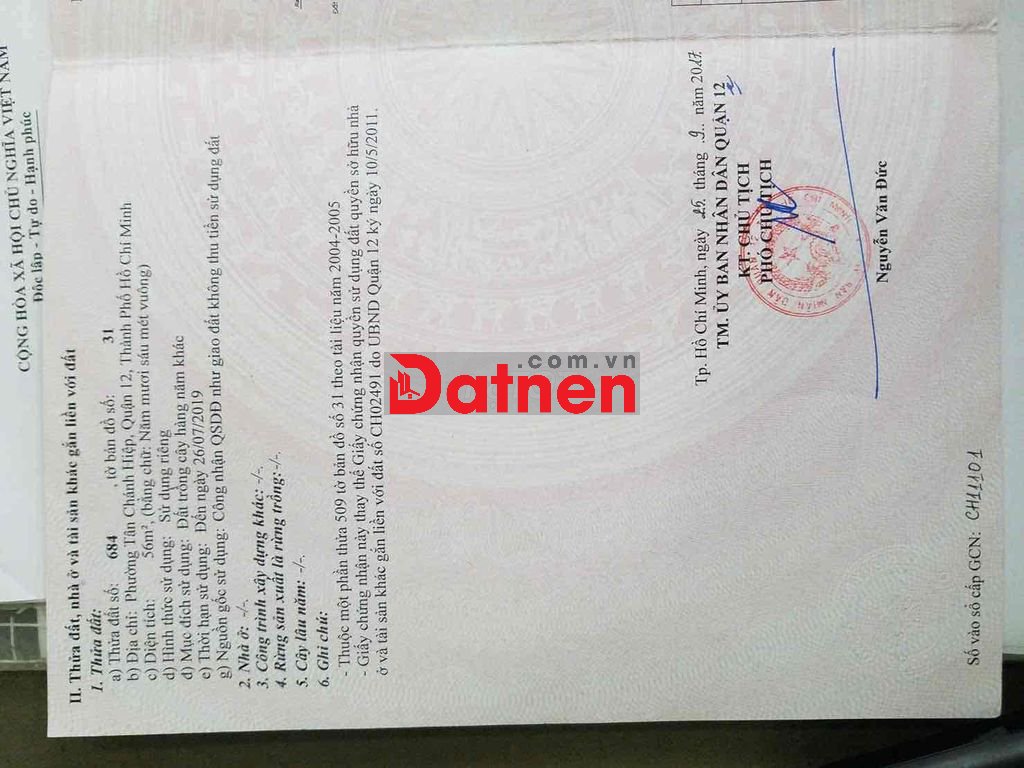 CỘNG HÒA XÃ HỘI CHỦ NGHĨA VIỆT NAM
Độc lập - Tự do - Hạnh phúc
II. Thửa đất, nhà ở và tài sản khác gắn liền với đất
1. Thửa đất:
a) Thửa đất số: 684 , tờ bản đồ số: 31
b) Địa chỉ: Phường Tân Chánh Hiệp, Quận 12, Thành Phố Hồ Chí Minh
c) Diện tích: 56m², (bằng chữ: Năm mươi sáu mét vuông)
d) Hình thức sử dụng: Sử dụng riêng
đ) Mục đích sử dụng: Đất trồng cây hàng năm khác
e) Thời hạn sử dụng: Đến ngày 26/07/2019
g) Nguồn gốc sử dụng: Công nhận QSDĐ như giao đất không thu tiền sử dụng đất
2. Nhà ở: -/-.
3. Công trình xây dựng khác: -/-.
4. Rừng sản xuất là rừng trồng:-/-.
5. Cây lâu năm: -/-.
6. Ghi chú:
- Thuộc một phần thửa 509 tờ bản đồ số 31 theo tài liệu năm 2004-2005
- Giấy chứng nhận này thay thế Giấy chứng nhận quyền sử dụng đất quyền sở hữu nhà
ở và tài sản khác gắn liền với đất số CH02491 do UBND Quận 12 ký ngày 10/5/2011.
Datnen
.com.vn
Tp. Hồ Chí Minh, ngày 25 tháng .9.. năm 2017
TM. ỦY BAN NHÂN DÂN QUẬN 12
KT. CHỦ TỊCH
PHÓ CHỦ TỊCH
Nguyễn Văn Đức
Số vào sổ cấp GCN: CH11101